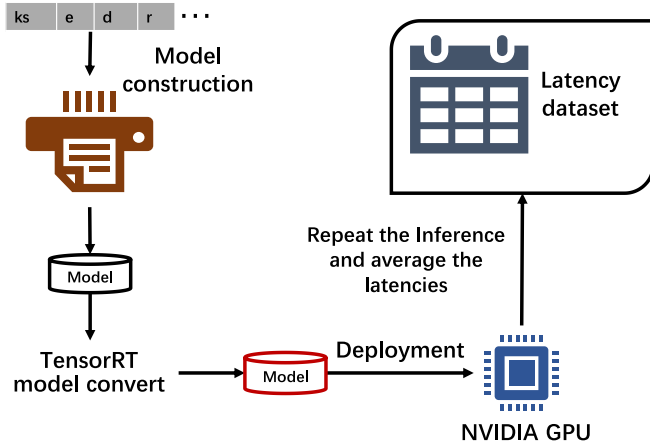 ks e d r ···
Model
construction
Latency
dataset
Repeat the Inference
and average the
latencies
Model
TensorRT
model convert
Model
Deployment
NVIDIA GPU